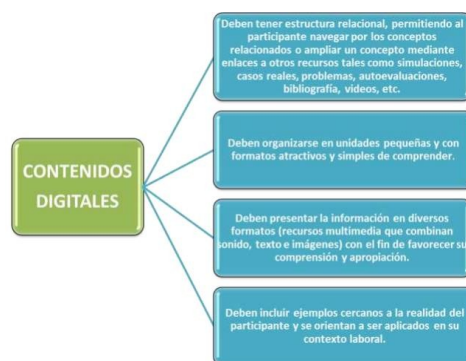 CONTENIDOS
DIGITALES
Deben tener estructura relacional, permitiendo al
participante navegar por los conceptos
relacionados o ampliar un concepto mediante
enlaces a otros recursos tales como simulaciones,
casos reales, problemas, autoevaluaciones,
bibliografía, videos, etc.
Deben organizarse en unidades pequeñas y con
formatos atractivos y simples de comprender.
Deben presentar la información en diversos
formatos (recursos multimedia que combinan
sonido, texto e imágenes) con el fin de favorecer su
comprensión y apropiación.
Deben incluir ejemplos cercanos a la realidad del
participante y se orientan a ser aplicados en su
contexto laboral.